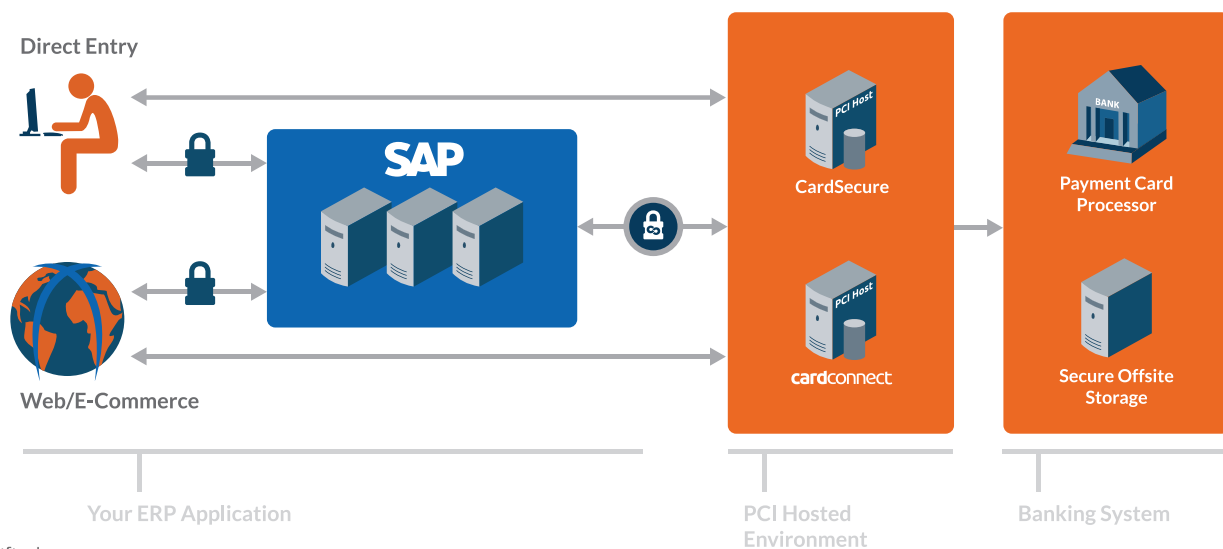 Direct Entry
SAP
PCI Host
CardSecure
BANK
Payment Card
Processor
PCI Host
cardconnect
Secure Offsite
Storage
Web/E-Commerce
Your ERP Application
PCI Hosted
Environment
Banking System